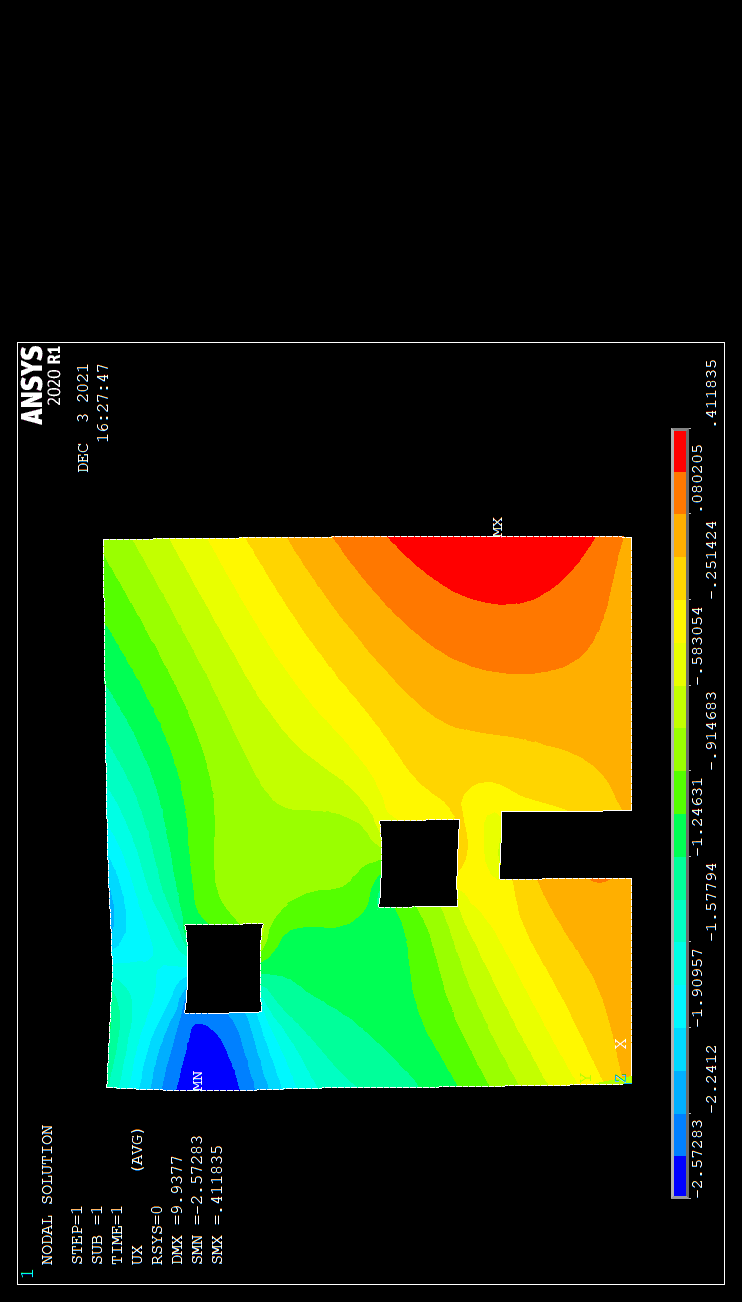 1
NODAL SOLUTION
STEP=1
SUB =1
TIME=1
UX (AVG)
RSYS=0
DMX =9.9377
SMN =-2.57283
SMX =.411835
ANSYS
2020 R1
DEC 3 2021
16:27:47
MN
MX
Y
Z X
-2.57283
-2.2412
-1.90957
-1.57794
-1.24631
-.914683
-.583054
-.251424
.080205
.411835